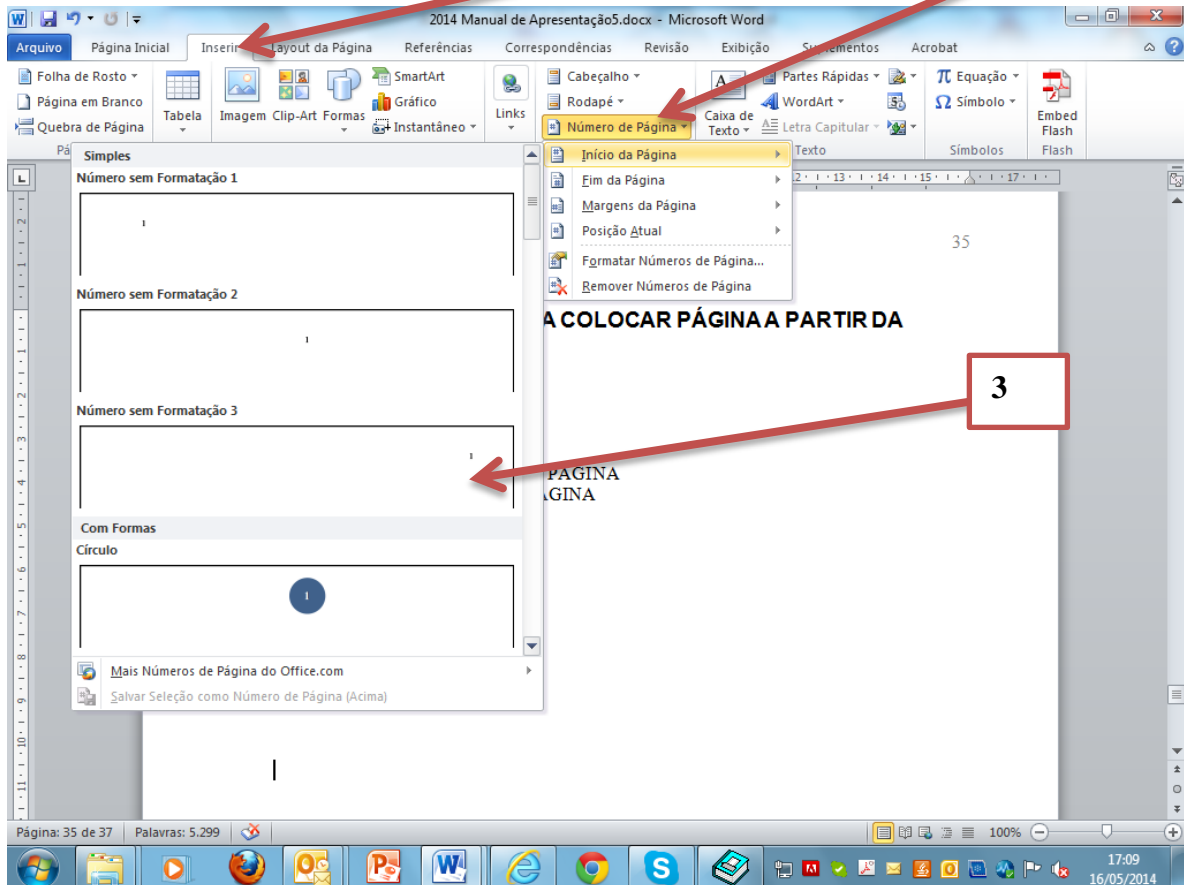 2014 Manual de Apresentação5.docx - Microsoft Word
Arquivo Página Inicial Inserir Layout da Página Referências Correspondências Revisão Exibição Suplementos Acrobat
Folha de Rosto
Página em Branco
Quebra de Página
Tabela
Imagem Clip-Art Formas
SmartArt
Gráfico
Instantâneo
Links
Cabeçalho
Rodapé
Número de Página
Caixa de Texto
Partes Rápidas
WordArt
Letra Capitular
Equação
Símbolo
Embed Flash
Pá
Texto
Símbolos
Flash
Simples
Número sem Formatação 1
1
Número sem Formatação 2
1
Número sem Formatação 3
1
Com Formas
Círculo
1
Mais Números de Página do Office.com
Salvar Seleção como Número de Página (Acima)
Início da Página
Fim da Página
Margens da Página
Posição Atual
Formatar Números de Página...
Remover Números de Página
35
A COLOCAR PÁGINA A PARTIR DA
3
PÁGINA
ÁGINA
Página: 35 de 37 Palavras: 5.299 100%
17:09
16/05/2014